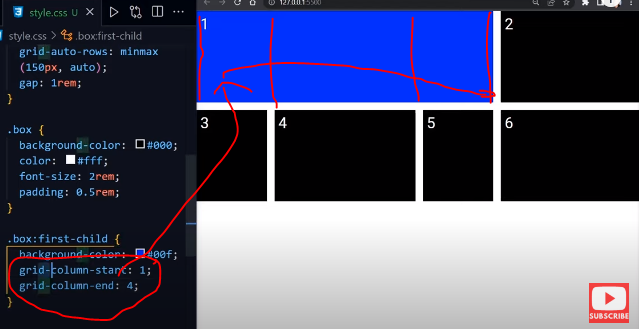 style.css U
127.0.0.1:5500
style.css > .box:first-child
grid-auto-rows: minmax
(150px, auto);
gap: 1rem;
}
.box {
background-color: #000;
color: #fff;
font-size: 2rem;
padding: 0.5rem;
}
.box:first-child {
background-color: #00f;
grid-column-start: 1;
grid-column-end: 4;
}
1
2
3
4
5
6
SUBSCRIBE